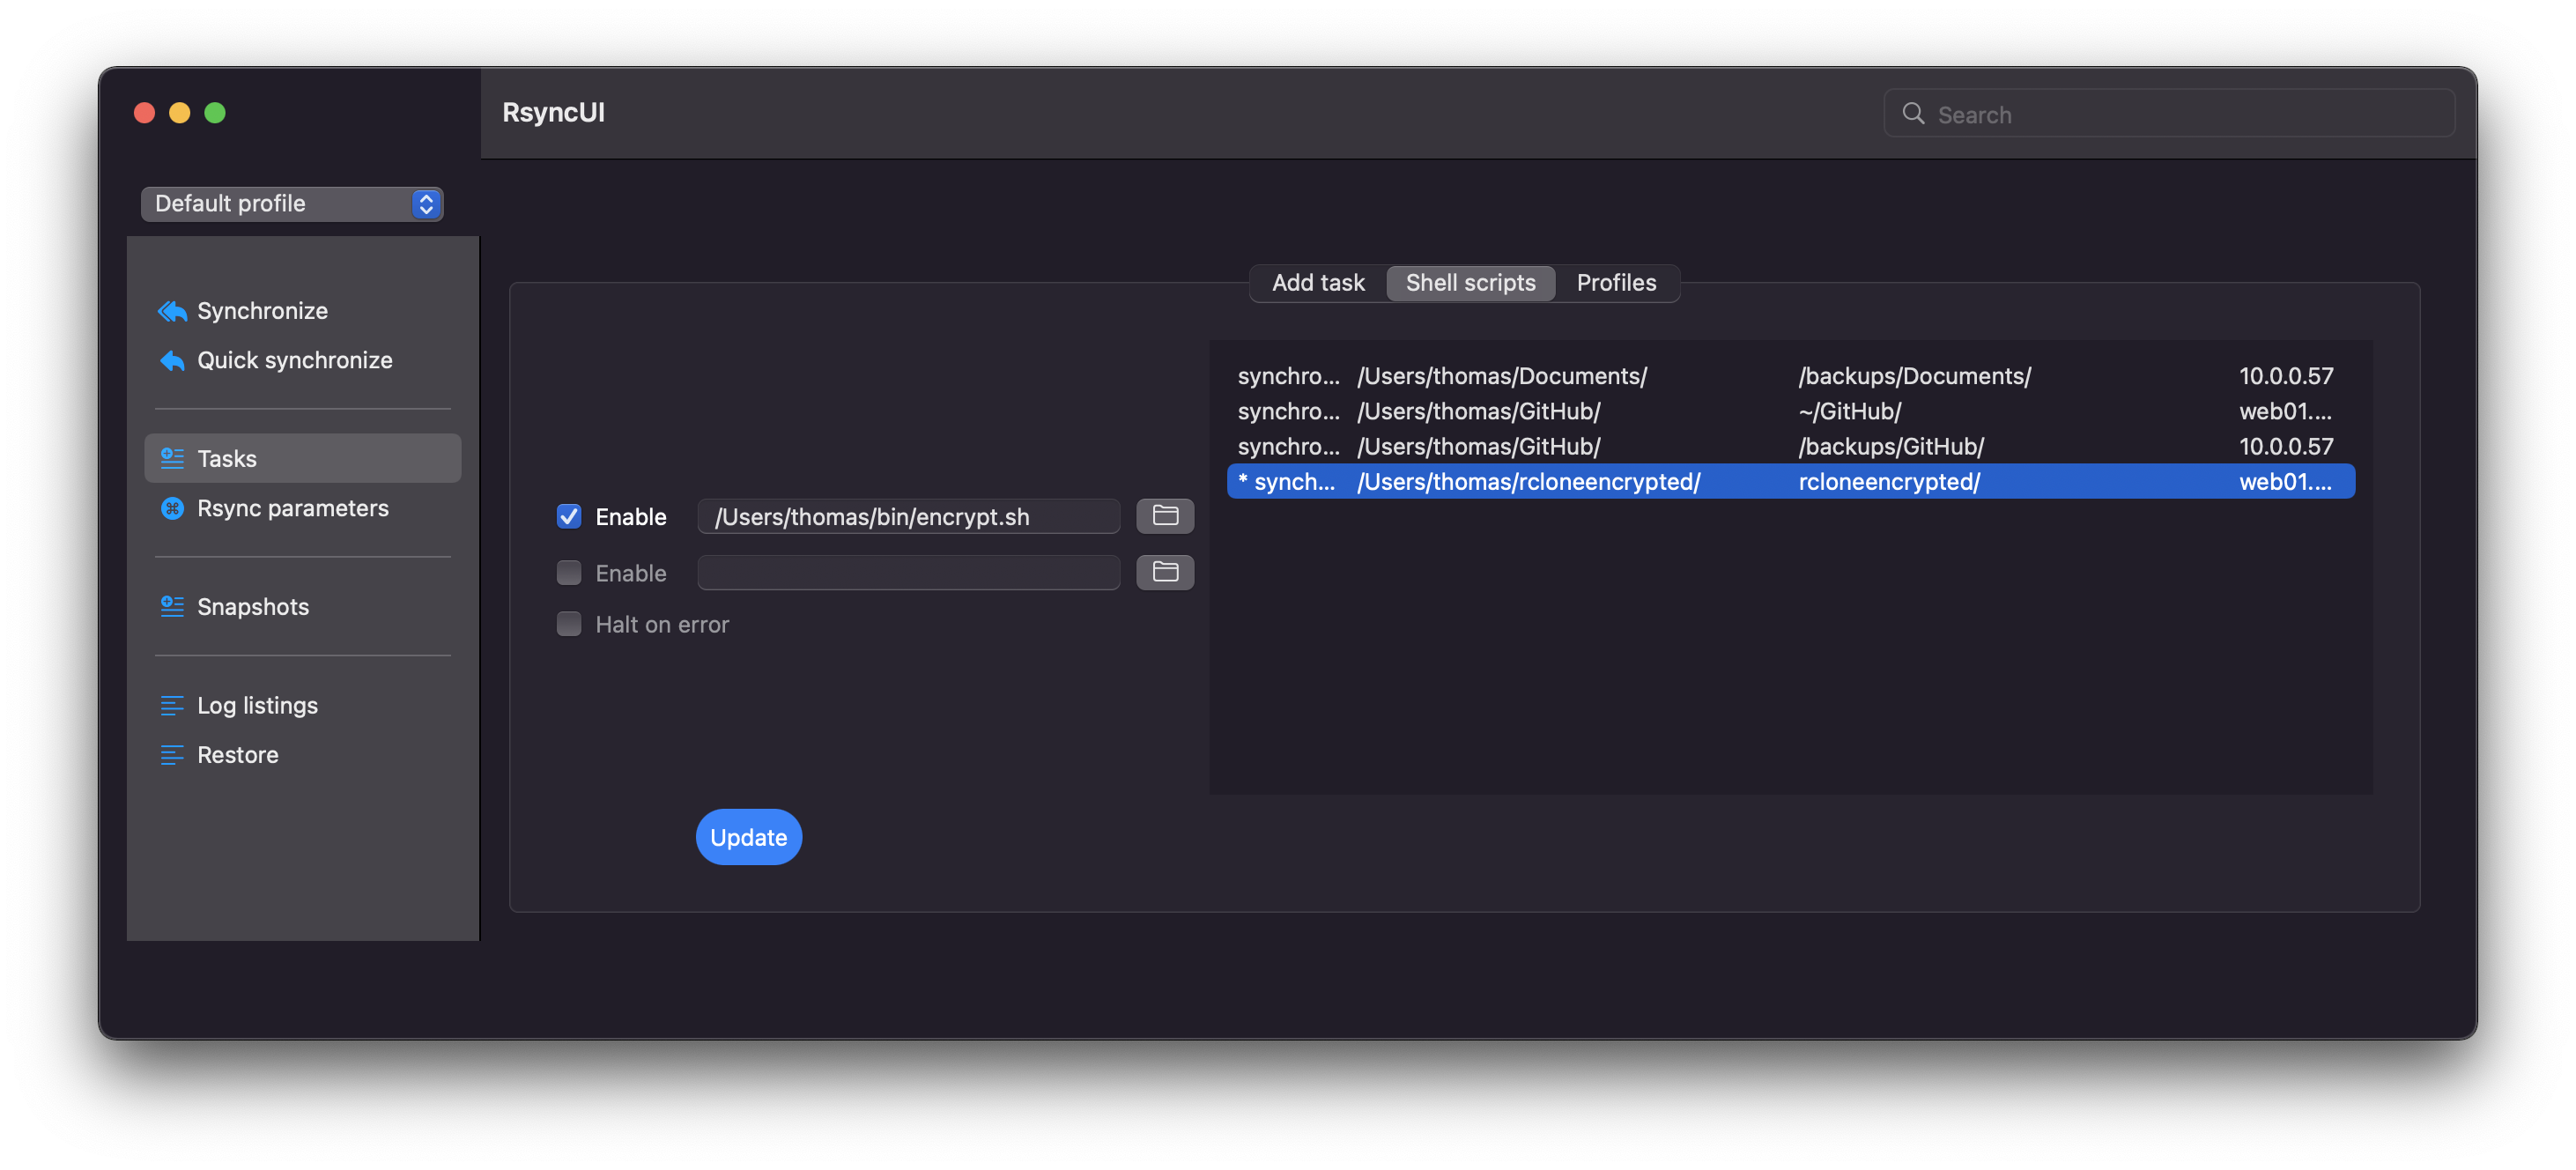 RsyncUI
Search
Default profile
Synchronize
Quick synchronize
Tasks
Rsync parameters
Snapshots
Log listings
Restore
Add task Shell scripts Profiles
Enable /Users/thomas/bin/encrypt.sh
Enable
Halt on error
Update
synchro... /Users/thomas/Documents/ /backups/Documents/ 10.0.0.57
synchro... /Users/thomas/GitHub/ ~/GitHub/ web01....
synchro... /Users/thomas/GitHub/ /backups/GitHub/ 10.0.0.57
* synch... /Users/thomas/rcloneencrypted/ rcloneencrypted/ web01....